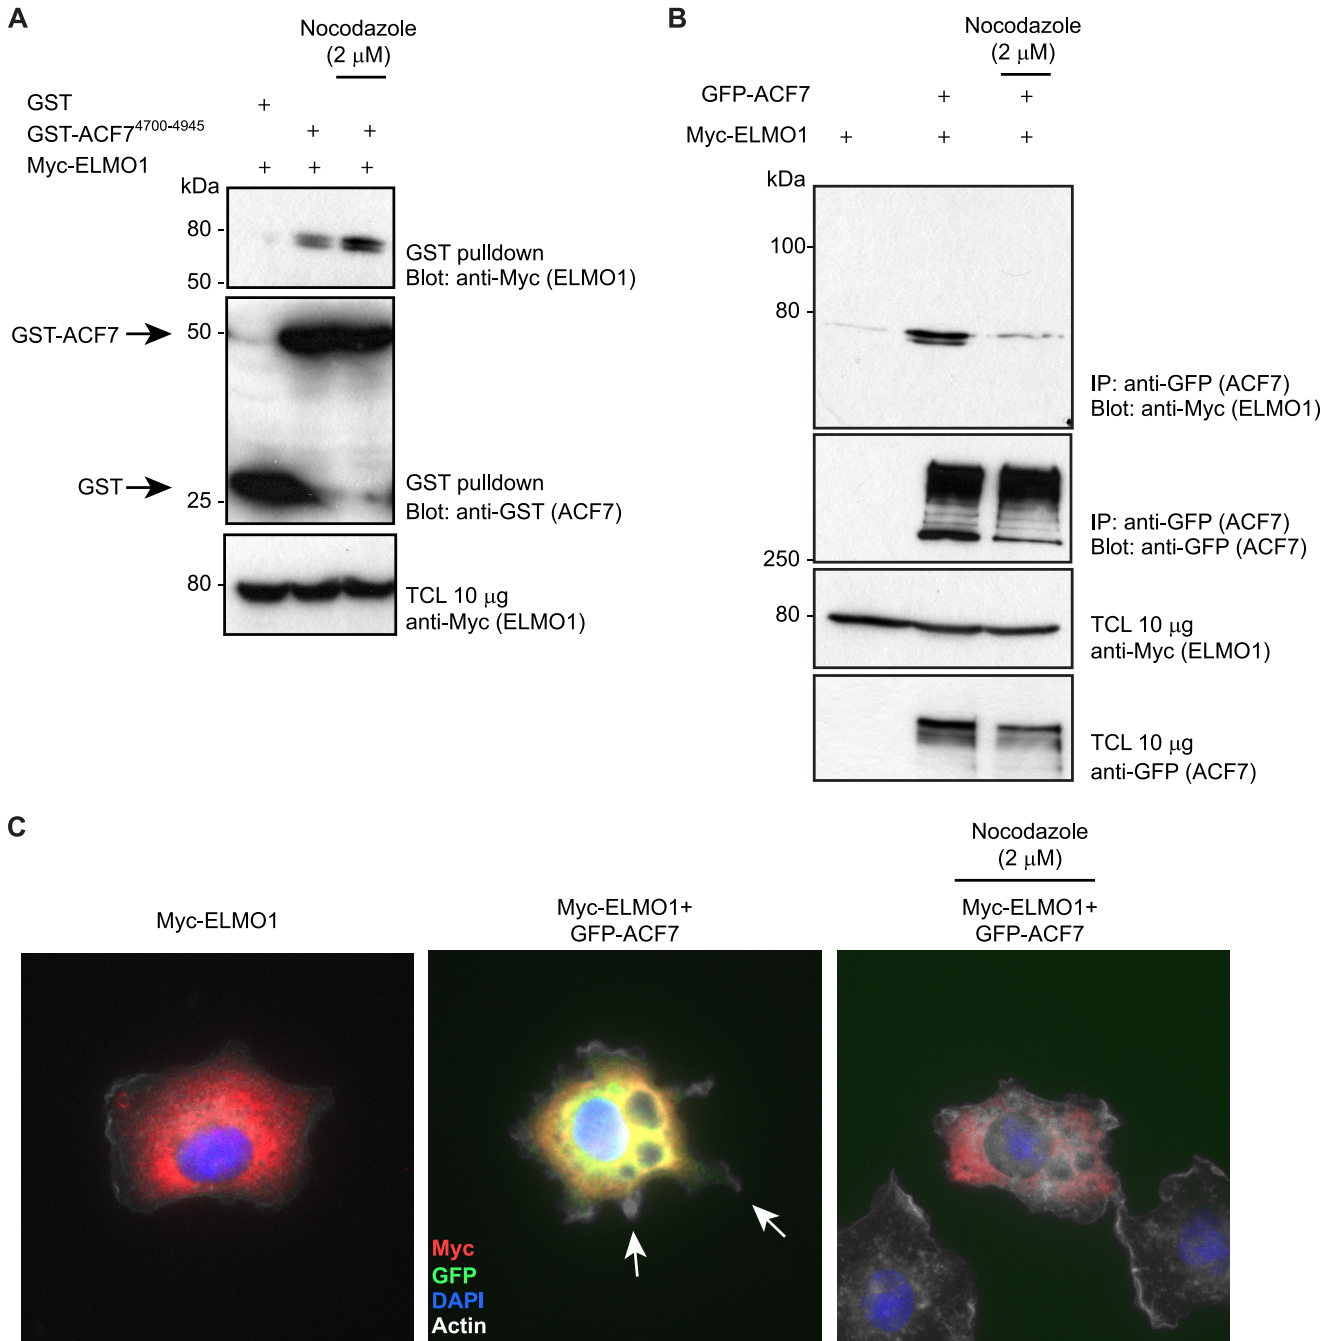 A
Nocodazole
(2 μM)
GST +
GST-ACF7^4700-4945 + +
Myc-ELMO1 + + +
kDa
80 -
50 -
GST pulldown
Blot: anti-Myc (ELMO1)
GST-ACF7
50 -
GST
25 -
GST pulldown
Blot: anti-GST (ACF7)
80 -
TCL 10 μg
anti-Myc (ELMO1)
B
Nocodazole
(2 μM)
GFP-ACF7 + +
Myc-ELMO1 + + +
kDa
100-
80 -
IP: anti-GFP (ACF7)
Blot: anti-Myc (ELMO1)
IP: anti-GFP (ACF7)
Blot: anti-GFP (ACF7)
250 -
80 -
TCL 10 μg
anti-Myc (ELMO1)
TCL 10 μg
anti-GFP (ACF7)
C
Myc-ELMO1
Myc-ELMO1+
GFP-ACF7
Nocodazole
(2 μM)
Myc-ELMO1+
GFP-ACF7
Myc
GFP
DAPI
Actin